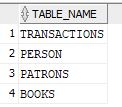 TABLE_NAME
1 TRANSACTIONS
2 PERSON
3 PATRONS
4 BOOKS